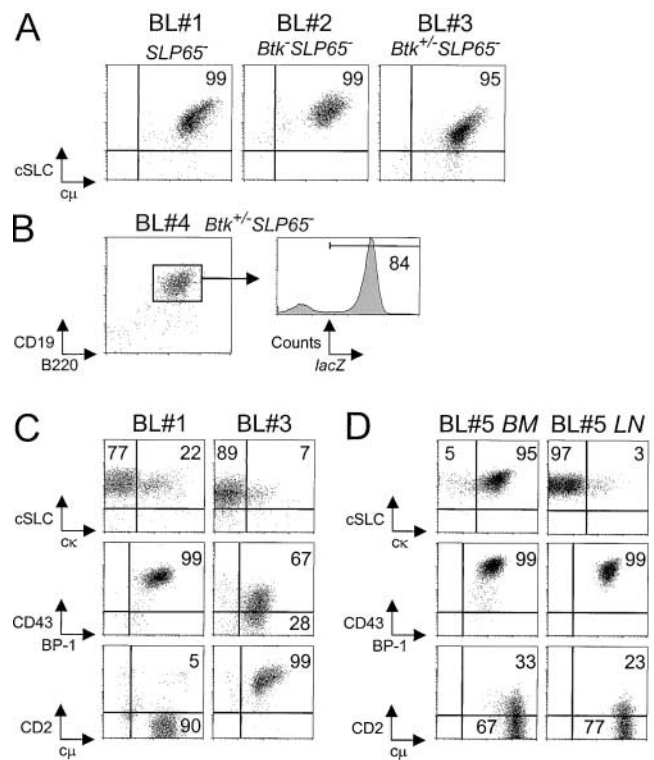 A
BL#1 BL#2 BL#3
SLP65- Btk-SLP65- Btk+/-SLP65-
99 99 95
cSLC
cμ
B
BL#4 Btk+/-SLP65-
84
CD19
B220
Counts
lacZ
C
BL#1 BL#3
77 22 89 7
cSLC
cκ
99 67
28
CD43
BP-1
5 99
90
CD2
cμ
D
BL#5 BM BL#5 LN
5 95 97 3
cSLC
cκ
99 99
CD43
BP-1
33 23
67 77
CD2
cμ